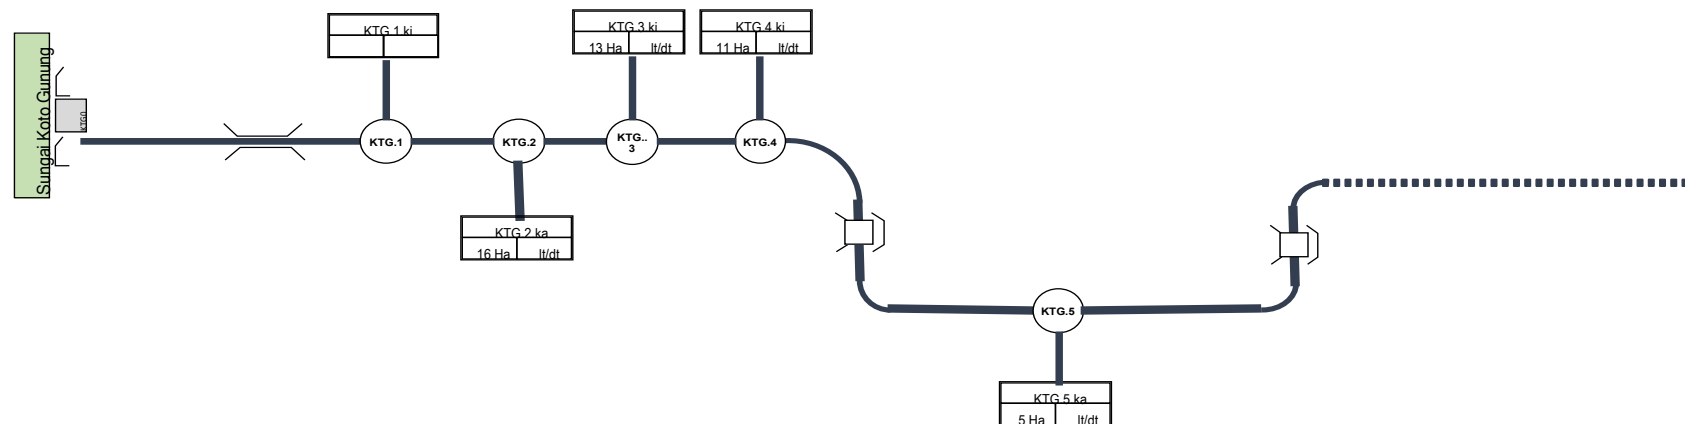 Sungai Koto Gunung
KTG0
KTG 1 ki
KTG 3 ki
13 Ha lt/dt
KTG 4 ki
11 Ha lt/dt
KTG.1
KTG.2
KTG..
3
KTG.4
KTG 2 ka
16 Ha lt/dt
KTG.5
KTG 5 ka
5 Ha lt/dt